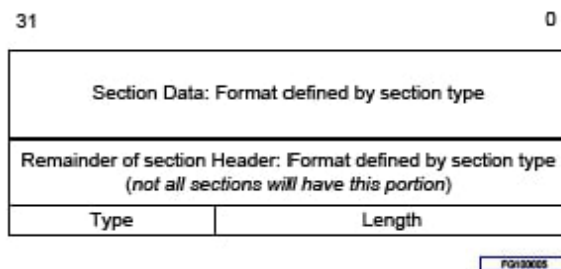 31 0
Section Data: Format defined by section type
Remainder of section Header: Format defined by section type
(not all sections will have this portion)
Type Length
FG100005